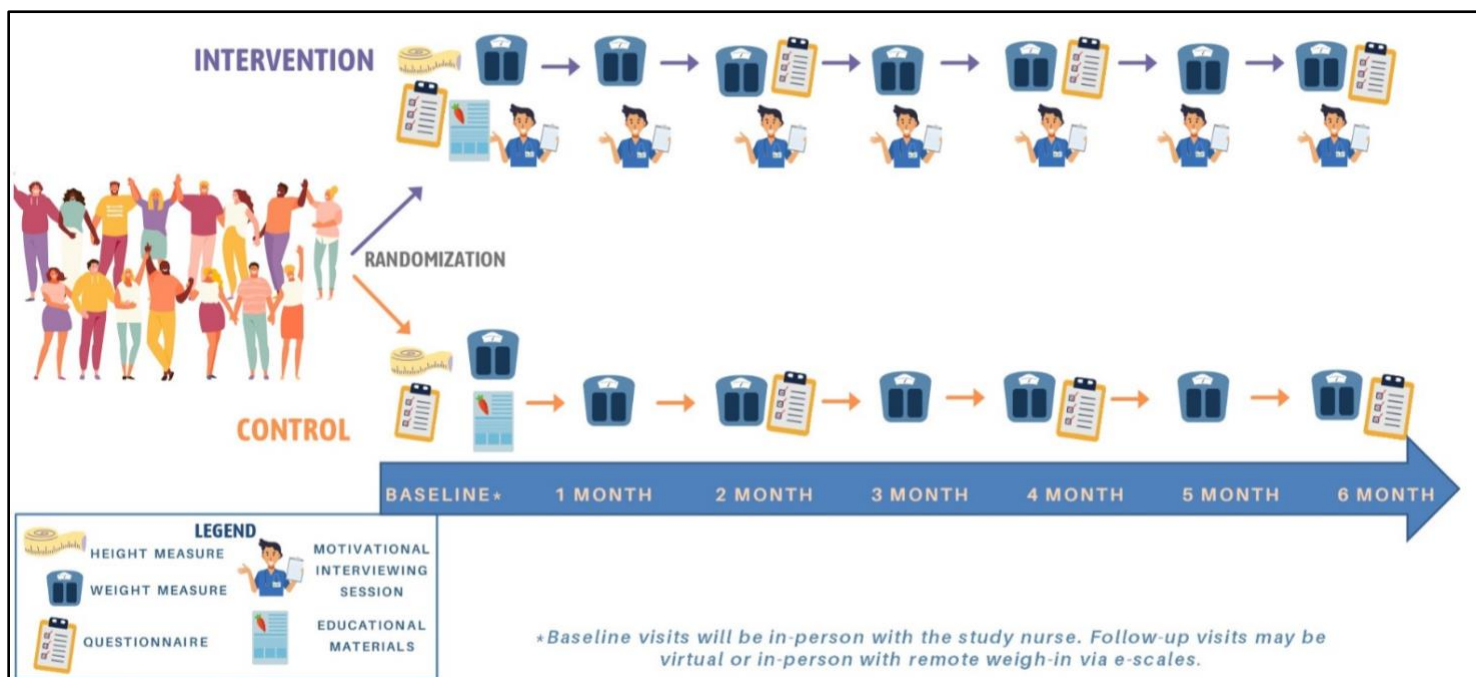 INTERVENTION
RANDOMIZATION
CONTROL
BASELINE*
1 MONTH
2 MONTH
3 MONTH
4 MONTH
5 MONTH
6 MONTH
LEGEND
HEIGHT MEASURE
WEIGHT MEASURE
QUESTIONNAIRE
MOTIVATIONAL
INTERVIEWING
SESSION
EDUCATIONAL
MATERIALS
*Baseline visits will be in-person with the study nurse. Follow-up visits may be
virtual or in-person with remote weigh-in via e-scales.